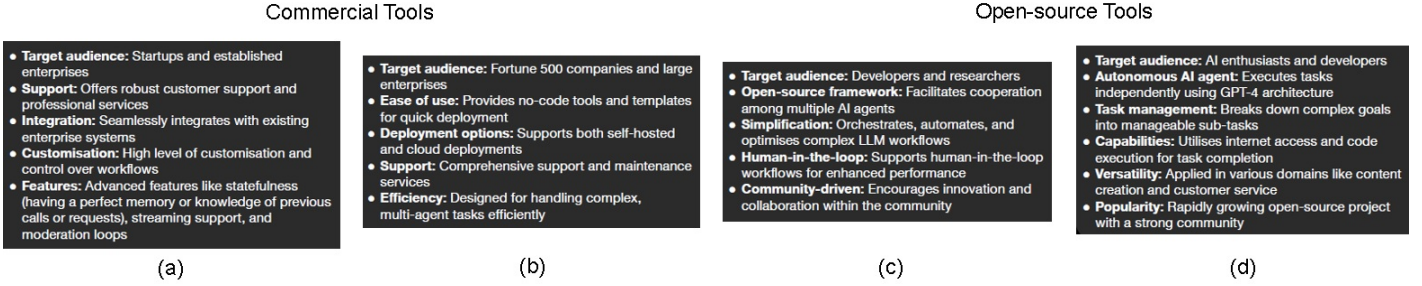 Commercial Tools
Open-source Tools
● Target audience: Startups and established
enterprises
● Support: Offers robust customer support and
professional services
● Integration: Seamlessly integrates with existing
enterprise systems
● Customisation: High level of customisation and
control over workflows
● Features: Advanced features like statefulness
(having a perfect memory or knowledge of previous
calls or requests), streaming support, and
moderation loops
(a)
● Target audience: Fortune 500 companies and large
enterprises
● Ease of use: Provides no-code tools and templates
for quick deployment
● Deployment options: Supports both self-hosted
and cloud deployments
● Support: Comprehensive support and maintenance
services
● Efficiency: Designed for handling complex,
multi-agent tasks efficiently
(b)
● Target audience: Developers and researchers
● Open-source framework: Facilitates cooperation
among multiple AI agents
● Simplification: Orchestrates, automates, and
optimises complex LLM workflows
● Human-in-the-loop: Supports human-in-the-loop
workflows for enhanced performance
● Community-driven: Encourages innovation and
collaboration within the community
(c)
● Target audience: AI enthusiasts and developers
● Autonomous AI agent: Executes tasks
independently using GPT-4 architecture
● Task management: Breaks down complex goals
into manageable sub-tasks
● Capabilities: Utilises internet access and code
execution for task completion
● Versatility: Applied in various domains like content
creation and customer service
● Popularity: Rapidly growing open-source project
with a strong community
(d)